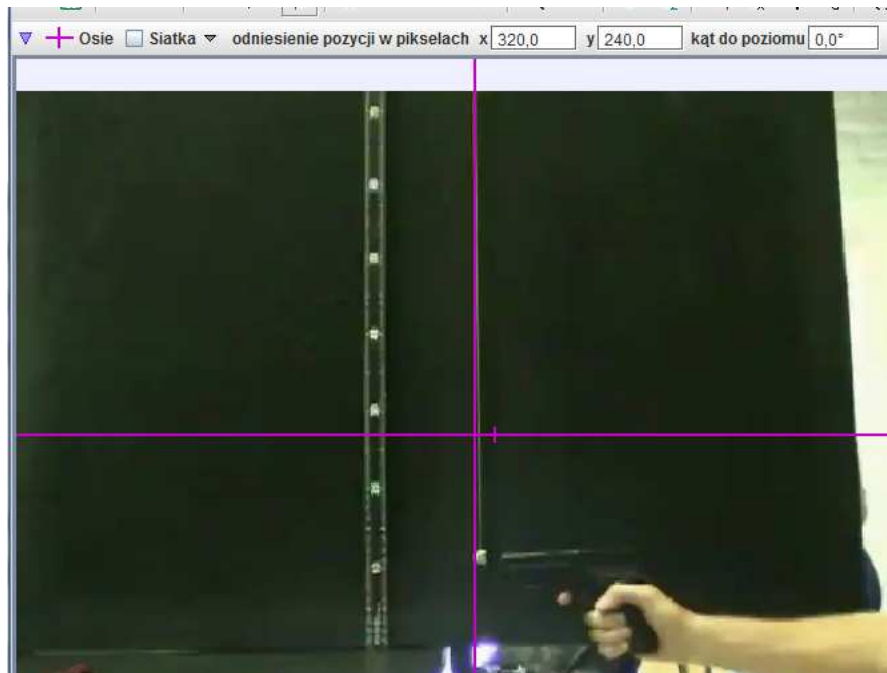 Osie Siatka odniesienie pozycji w pikselach x 320,0 y 240,0 kąt do poziomu 0,0°